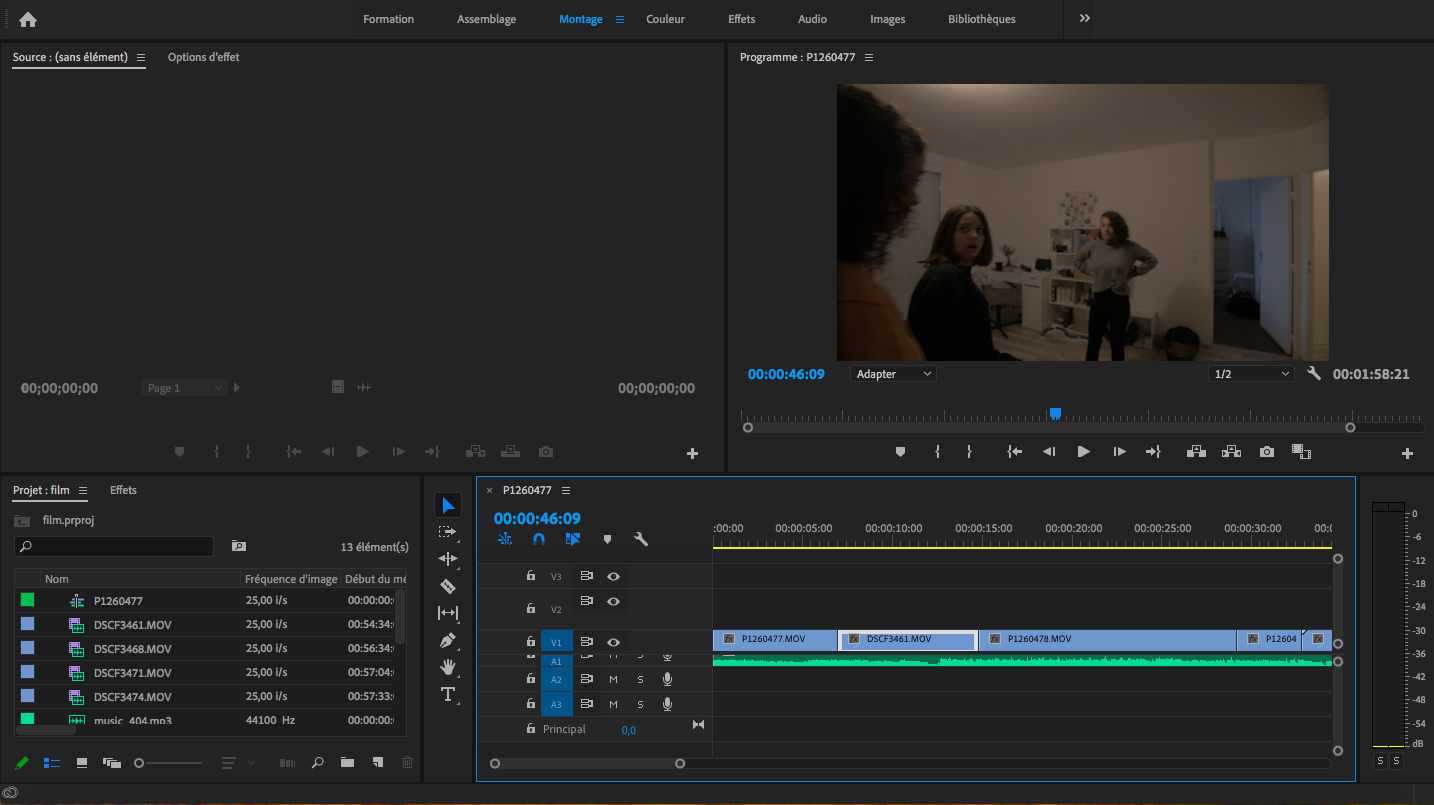 Formation Assemblage Montage Couleur Effets Audio Images Bibliothèques
Source : (sans élément) Options d'effet
Programme : P1260477
00;00;00;00 Page 1 00;00;00;00
00:00:46:09 Adapter 1/2 00:01:58:21
Projet : film Effets
film.prproj
13 élément(s)
Nom Fréquence d'image Début du mé
P1260477 25,00 i/s 00:00:00:
DSCF3461.MOV 25,00 i/s 00:54:34:
DSCF3468.MOV 25,00 i/s 00:56:34:
DSCF3471.MOV 25,00 i/s 00:57:04:
DSCF3474.MOV 25,00 i/s 00:57:33:
music_404.mp3 44100 Hz 00:00:00:
× P1260477
00:00:46:09
:00:00 00:00:05:00 00:00:10:00 00:00:15:00 00:00:20:00 00:00:25:00 00:00:30:00 00:0
V3
V2
V1 fx P1260477.MOV fx DSCF3461.MOV fx P1260478.MOV fx P12604 fx
A1 M S
A2 M S
A3 M S
Principal 0,0
0
-6
-12
-18
-24
-30
-36
-42
-48
-54
dB
S S